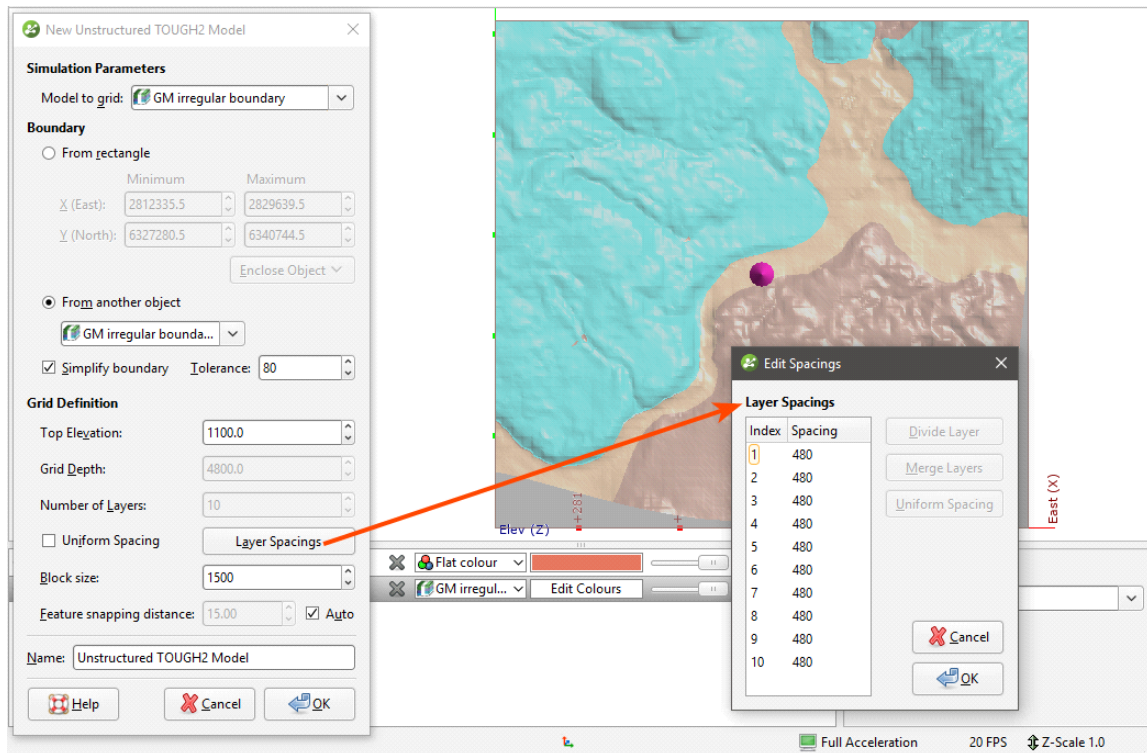 New Unstructured TOUGH2 Model
Simulation Parameters
Model to grid: GM irregular boundary
Boundary
From rectangle
Minimum Maximum
X (East): 2812335.5 2829639.5
Y (North): 6327280.5 6340744.5
Enclose Object
From another object
GM irregular bounda...
Simplify boundary Tolerance: 80
Grid Definition
Top Elevation: 1100.0
Grid Depth: 4800.0
Number of Layers: 10
Uniform Spacing Layer Spacings
Block size: 1500
Feature snapping distance: 15.00 Auto
Name: Unstructured TOUGH2 Model
Help Cancel OK
Elev (Z)
+281
+
East (X)
Flat colour
GM irregul... Edit Colours
Edit Spacings
Layer Spacings
Index Spacing
1 480
2 480
3 480
4 480
5 480
6 480
7 480
8 480
9 480
10 480
Divide Layer
Merge Layers
Uniform Spacing
Cancel
OK
Full Acceleration 20 FPS Z-Scale 1.0